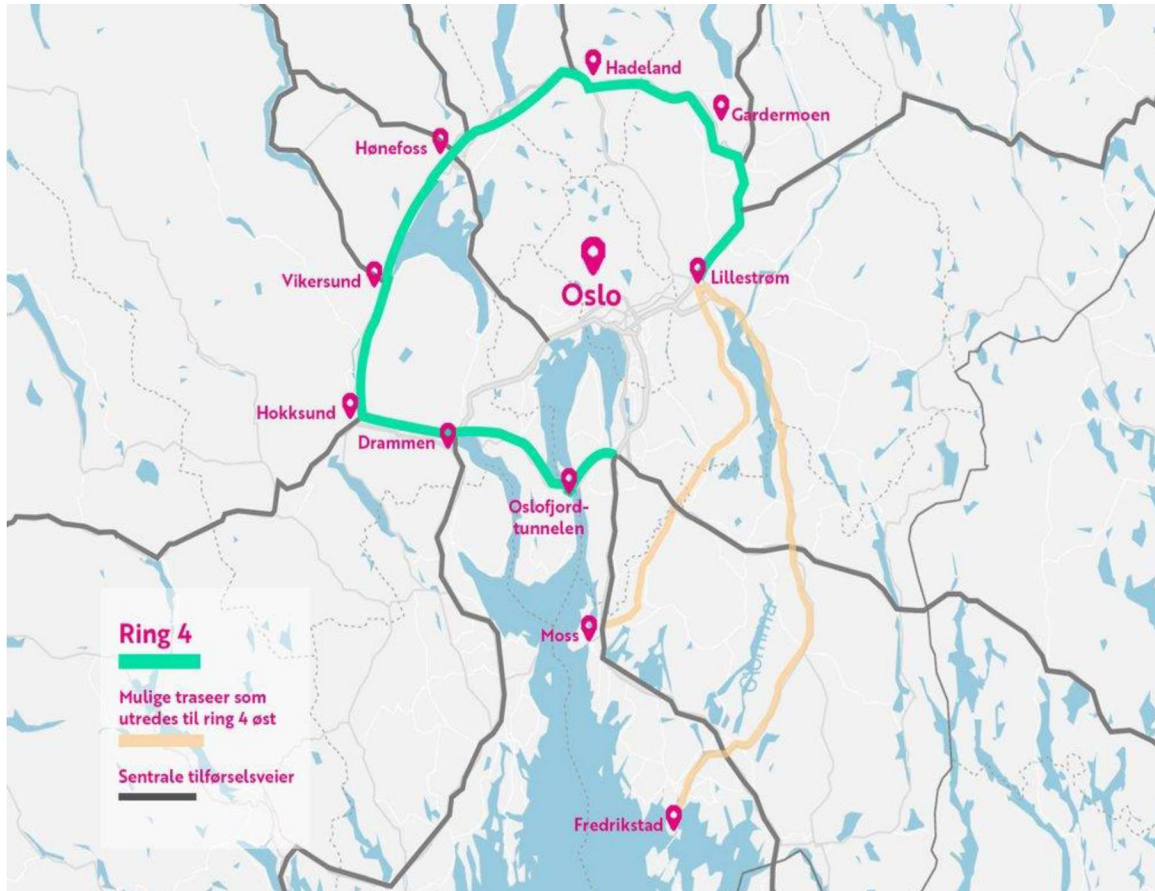 Hadeland
Gardermoen
Hønefoss
Vikersund
Oslo
Lillestrøm
Hokksund
Drammen
Oslofjord-
tunnelen
Moss
Glomma
Fredrikstad
Ring 4
Mulige traseer som
utredes til ring 4 øst
Sentrale tilførselsveier